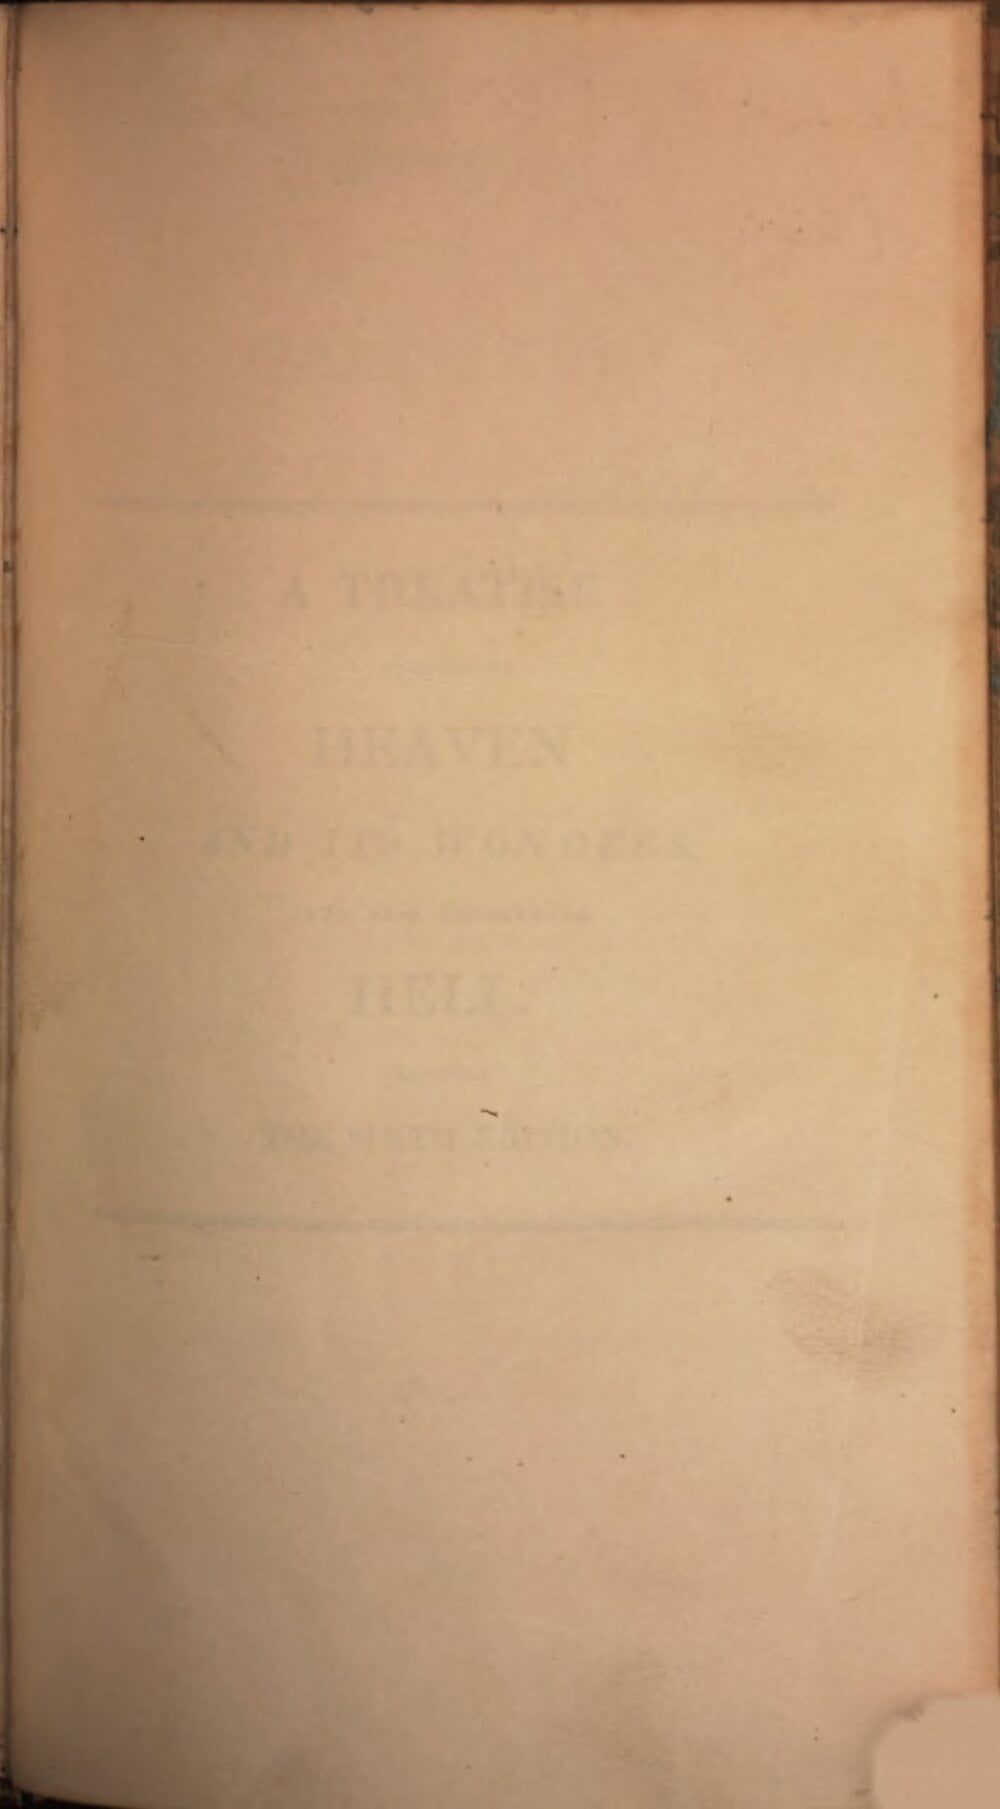 A TREATISE
HEAVEN
AND ITS WONDERS
HELL.
THE SIXTH EDITION.